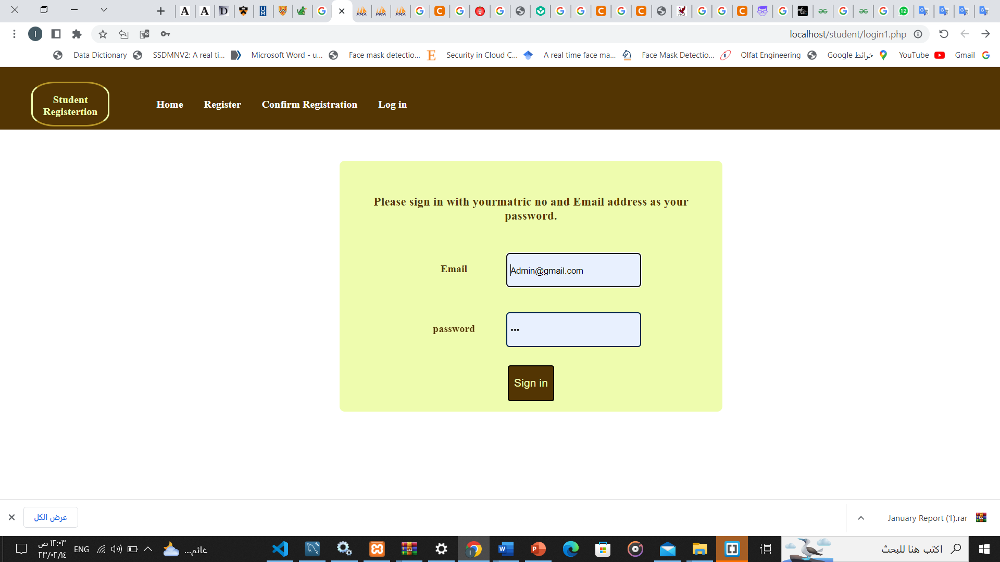 localhost/student/login1.php
Data Dictionary
SSDMNV2: A real ti...
Microsoft Word - u...
Face mask detectio...
Security in Cloud C...
A real time face ma...
Face Mask Detectio...
Olfat Engineering
خرائط Google
YouTube
Gmail
Student
Registertion
Home
Register
Confirm Registration
Log in
Please sign in with yourmatric no and Email address as your
password.
Email
Admin@gmail.com
password
Sign in
عرض الكل
January Report (1).rar
١٢:٠٣ ص
٢٣/٠٢/١٤
ENG
غائم...
اكتب هنا للبحث